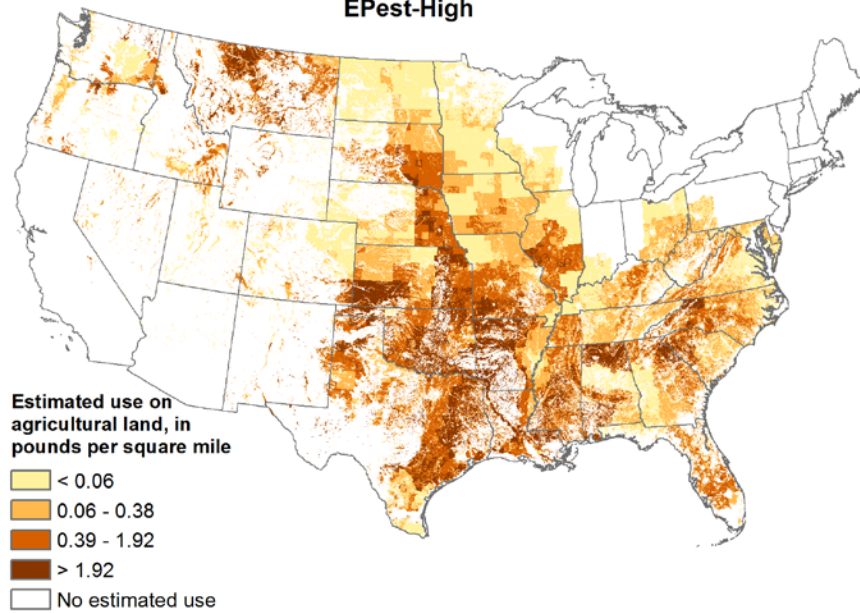 EPest-High
Estimated use on
agricultural land, in
pounds per square mile
< 0.06
0.06 - 0.38
0.39 - 1.92
> 1.92
No estimated use